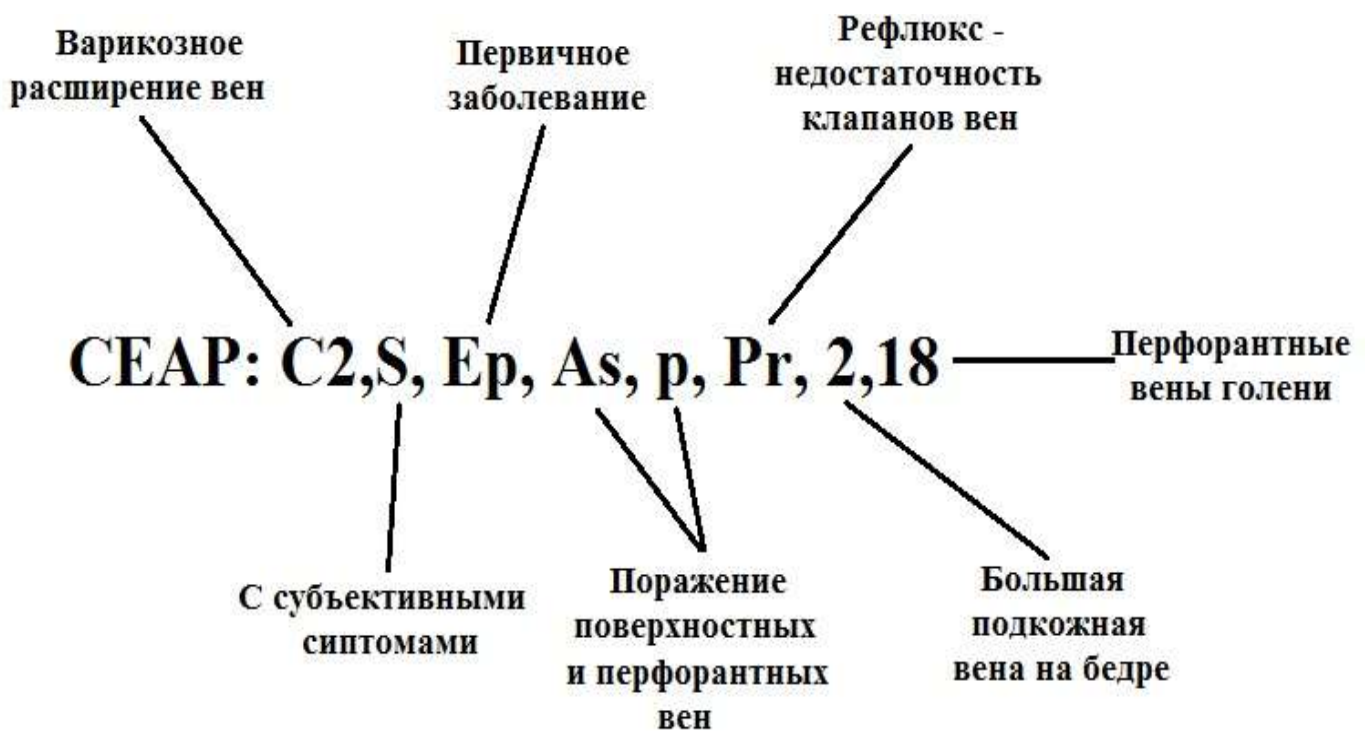 Варикозное
расширение вен
Первичное
заболевание
Рефлюкс -
недостаточность
клапанов вен
CEAP: C2,S, Ep, As, p, Pr, 2,18
Перфорантные
вены голени
С субъективными
сиптомами
Поражение
поверхностных
и перфорантных
вен
Большая
подкожная
вена на бедре